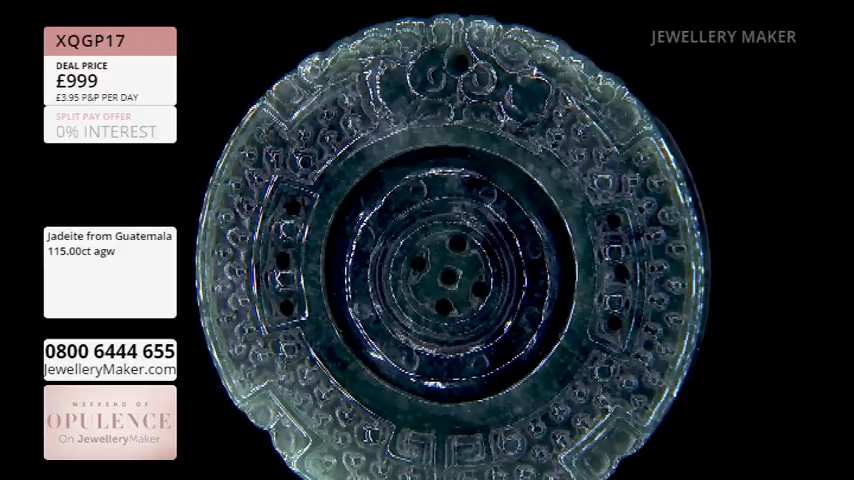 XQGP17
DEAL PRICE
£999
£3.95 P&P PER DAY
SPLIT PAY OFFER
0% INTEREST
Jadeite from Guatemala
115.00ct agw
0800 6444 655
JewelleryMaker.com
WEEKEND OF
OPULENCE
On JewelleryMaker
JEWELLERY MAKER